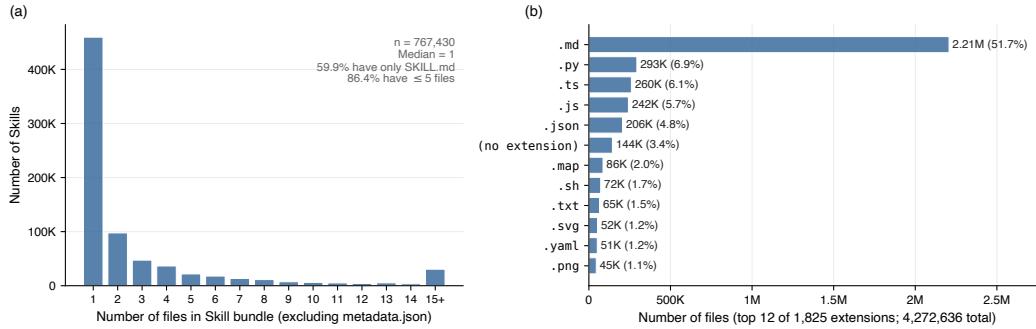 (a)
n = 767,430
Median = 1
59.9% have only SKILL.md
86.4% have ≤ 5 files
Number of Skills
400K
300K
200K
100K
0
1 2 3 4 5 6 7 8 9 10 11 12 13 14 15+
Number of files in Skill bundle (excluding metadata.json)
(b)
.md 2.21M (51.7%)
.py 293K (6.9%)
.ts 260K (6.1%)
.js 242K (5.7%)
.json 206K (4.8%)
(no extension) 144K (3.4%)
.map 86K (2.0%)
.sh 72K (1.7%)
.txt 65K (1.5%)
.svg 52K (1.2%)
.yaml 51K (1.2%)
.png 45K (1.1%)
0 500K 1M 1.5M 2M 2.5M
Number of files (top 12 of 1,825 extensions; 4,272,636 total)